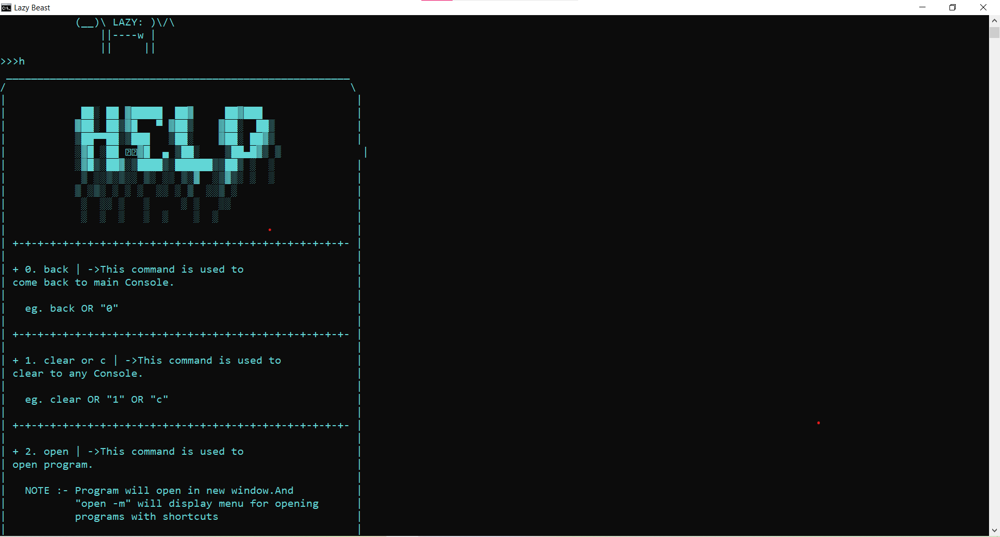 Lazy Beast
(__)\ LAZY: )\/\
||----w |
||     ||
>>>h
HELP
+-+-+-+-+-+-+-+-+-+-+-+-+-+-+-+-+-+-+-+-+-+-+-+-+-+-+-
+ 0. back | ->This command is used to
come back to main Console.
eg. back OR "0"
+-+-+-+-+-+-+-+-+-+-+-+-+-+-+-+-+-+-+-+-+-+-+-+-+-+-+-
+ 1. clear or c | ->This command is used to
clear to any Console.
eg. clear OR "1" OR "c"
+-+-+-+-+-+-+-+-+-+-+-+-+-+-+-+-+-+-+-+-+-+-+-+-+-+-+-
+ 2. open | ->This command is used to
open program.
NOTE :- Program will open in new window.And
"open -m" will display menu for opening
programs with shortcuts